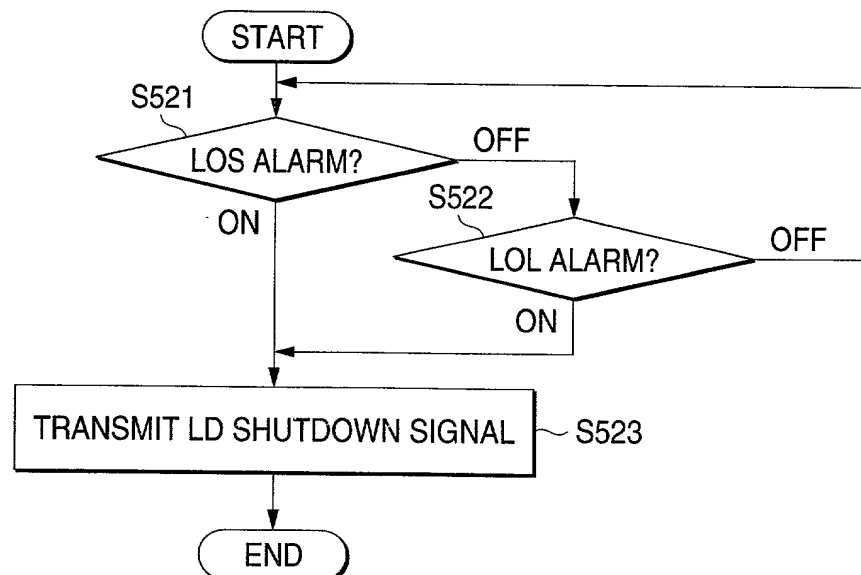 START
S521
LOS ALARM?
OFF
ON
S522
LOL ALARM?
OFF
ON
TRANSMIT LD SHUTDOWN SIGNAL
S523
END